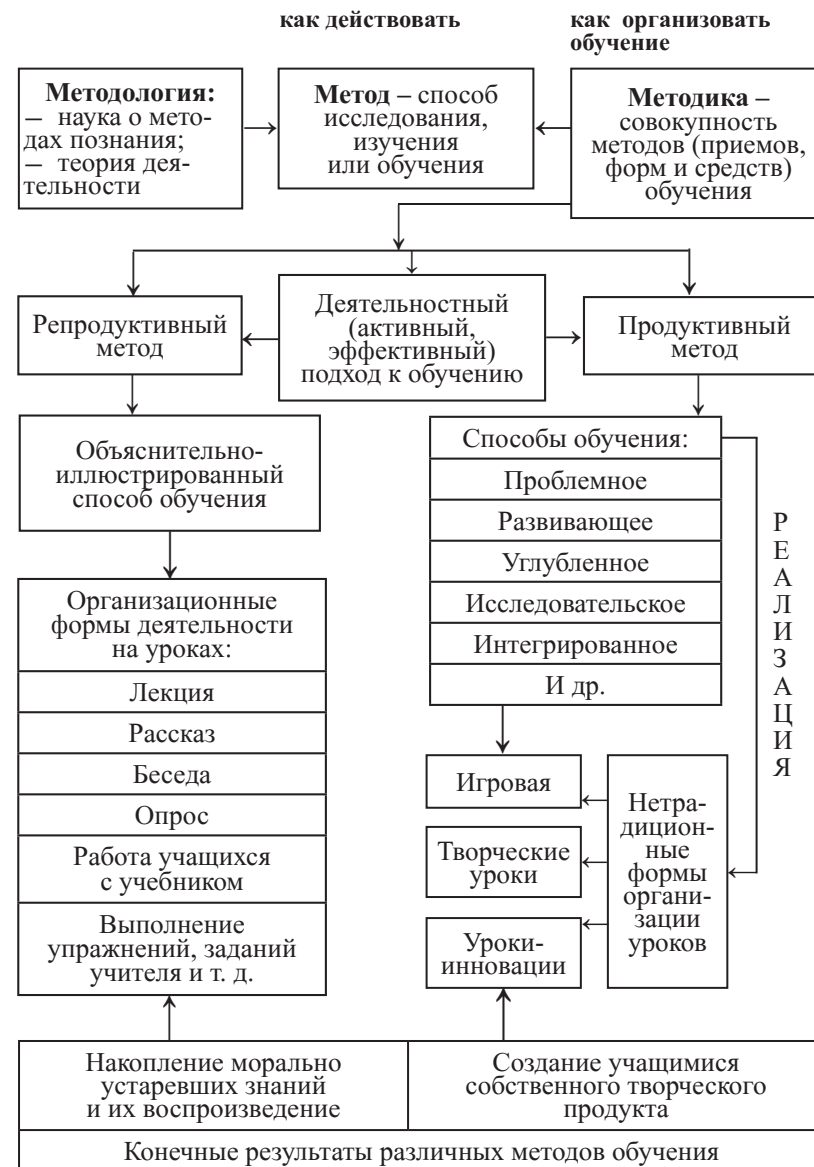 как действовать
как организовать
обучение
Методология:
– наука о мето-
дах познания;
– теория дея-
тельности
Метод – способ
исследования,
изучения
или обучения
Методика –
совокупность
методов (приемов,
форм и средств)
обучения
Репродуктивный
метод
Деятельностный
(активный,
эффективный)
подход к обучению
Продуктивный
метод
Объяснительно-
иллюстрированный
способ обучения
Организационные
формы деятельности
на уроках:
Лекция
Рассказ
Беседа
Опрос
Работа учащихся
с учебником
Выполнение
упражнений, заданий
учителя и т. д.
Способы обучения:
Проблемное
Развивающее
Углубленное
Исследовательское
Интегрированное
И др.
РЕАЛИЗАЦИЯ
Игровая
Творческие
уроки
Уроки-
инновации
Нетра-
дицион-
ные
формы
органи-
зации
уроков
Накопление морально
устаревших знаний
и их воспроизведение
Создание учащимися
собственного творческого
продукта
Конечные результаты различных методов обучения